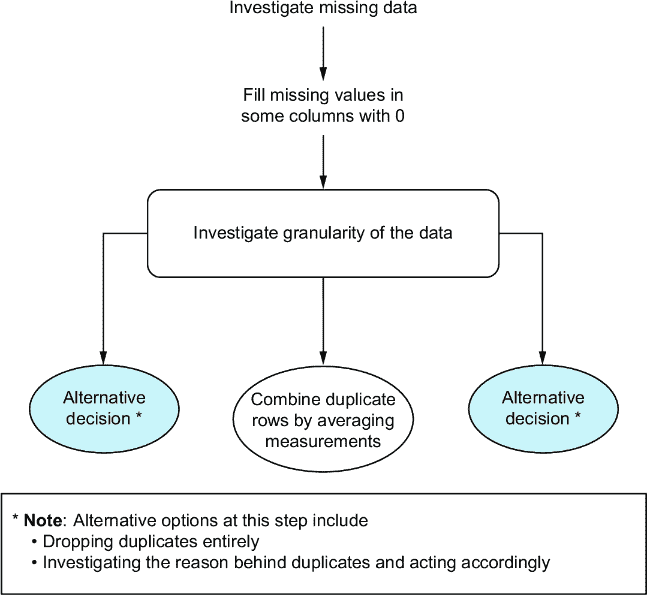 Investigate missing data
Fill missing values in
some columns with 0
Investigate granularity of the data
Alternative
decision *
Combine duplicate
rows by averaging
measurements
Alternative
decision *
* Note: Alternative options at this step include
• Dropping duplicates entirely
• Investigating the reason behind duplicates and acting accordingly